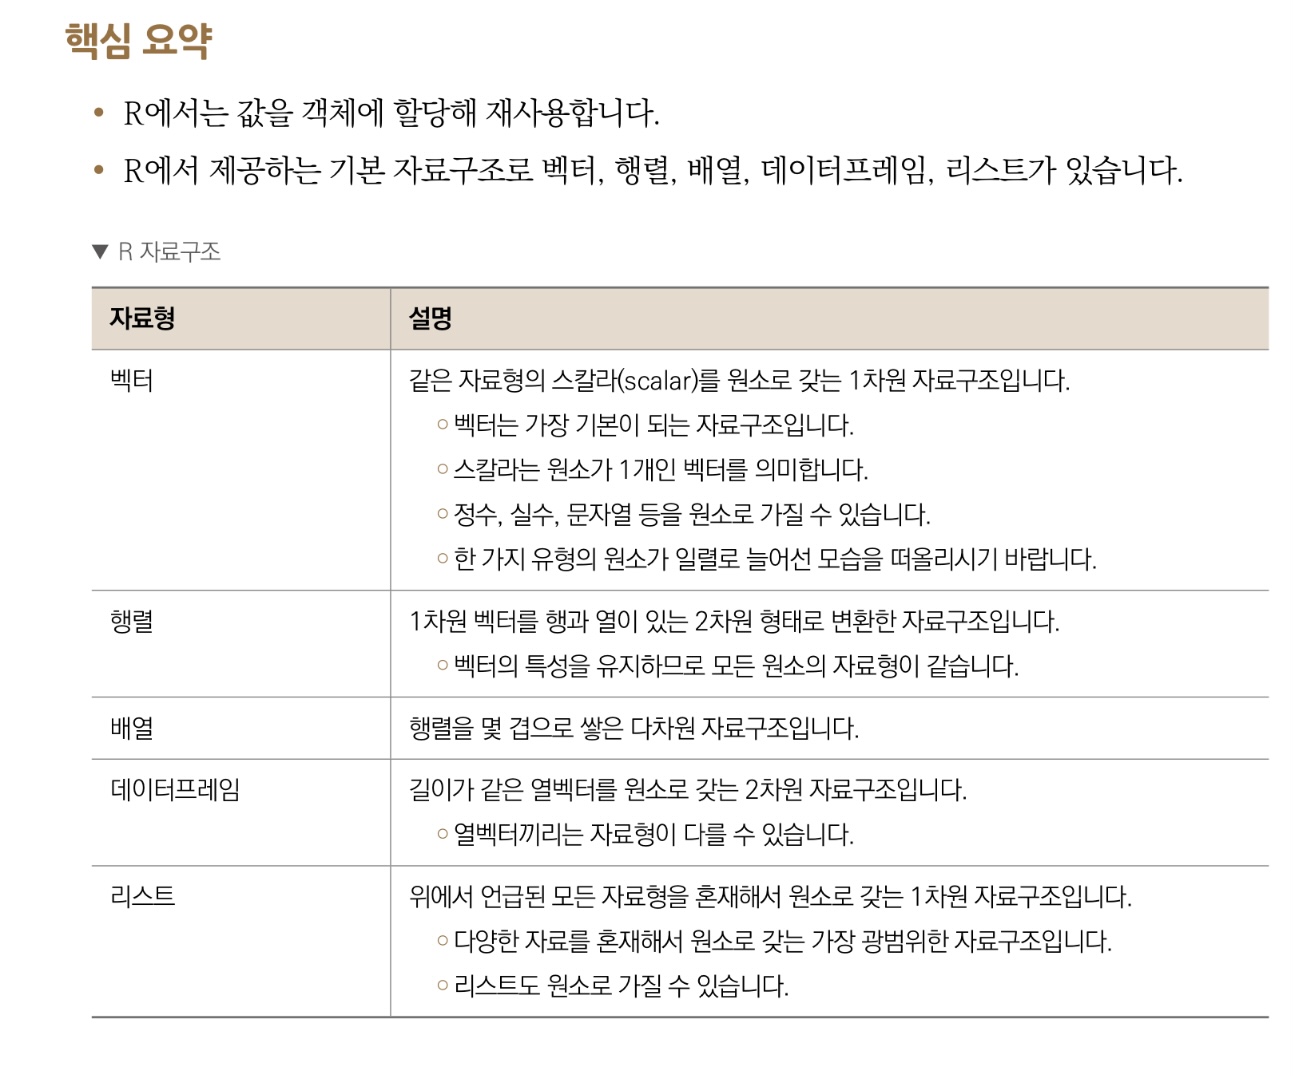 핵심 요약
• R에서는 값을 객체에 할당해 재사용합니다.
• R에서 제공하는 기본 자료구조로 벡터, 행렬, 배열, 데이터프레임, 리스트가 있습니다.
▼ R 자료구조
자료형 설명
벡터 같은 자료형의 스칼라(scalar)를 원소로 갖는 1차원 자료구조입니다.
○ 벡터는 가장 기본이 되는 자료구조입니다.
○ 스칼라는 원소가 1개인 벡터를 의미합니다.
○ 정수, 실수, 문자열 등을 원소로 가질 수 있습니다.
○ 한 가지 유형의 원소가 일렬로 늘어선 모습을 떠올리시기 바랍니다.
행렬 1차원 벡터를 행과 열이 있는 2차원 형태로 변환한 자료구조입니다.
○ 벡터의 특성을 유지하므로 모든 원소의 자료형이 같습니다.
배열 행렬을 몇 겹으로 쌓은 다차원 자료구조입니다.
데이터프레임 길이가 같은 열벡터를 원소로 갖는 2차원 자료구조입니다.
○ 열벡터끼리는 자료형이 다를 수 있습니다.
리스트 위에서 언급된 모든 자료형을 혼재해서 원소로 갖는 1차원 자료구조입니다.
○ 다양한 자료를 혼재해서 원소로 갖는 가장 광범위한 자료구조입니다.
○ 리스트도 원소로 가질 수 있습니다.